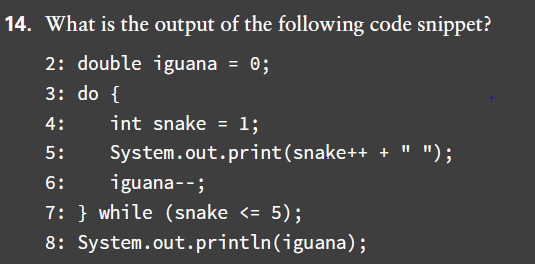 14. What is the output of the following code snippet?
2: double iguana = 0;
3: do {
4:    int snake = 1;
5:    System.out.print(snake++ + " ");
6:    iguana--;
7: } while (snake <= 5);
8: System.out.println(iguana);